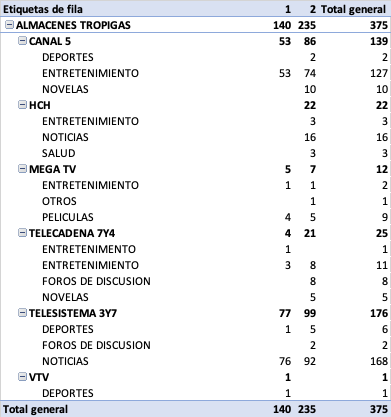 Etiquetas de fila 1 2 Total general
ALMACENES TROPIGAS 140 235 375
CANAL 5 53 86 139
DEPORTES 2 2
ENTRETENIMIENTO 53 74 127
NOVELAS 10 10
HCH 22 22
ENTRETENIMIENTO 3 3
NOTICIAS 16 16
SALUD 3 3
MEGA TV 5 7 12
ENTRETENIMIENTO 1 1 2
OTROS 1 1
PELICULAS 4 5 9
TELECADENA 7Y4 4 21 25
ENTRETENIMENTO 1 1
ENTRETENIMIENTO 3 8 11
FOROS DE DISCUSION 8 8
NOVELAS 5 5
TELESISTEMA 3Y7 77 99 176
DEPORTES 1 5 6
FOROS DE DISCUSION 2 2
NOTICIAS 76 92 168
VTV 1 1
DEPORTES 1 1
Total general 140 235 375